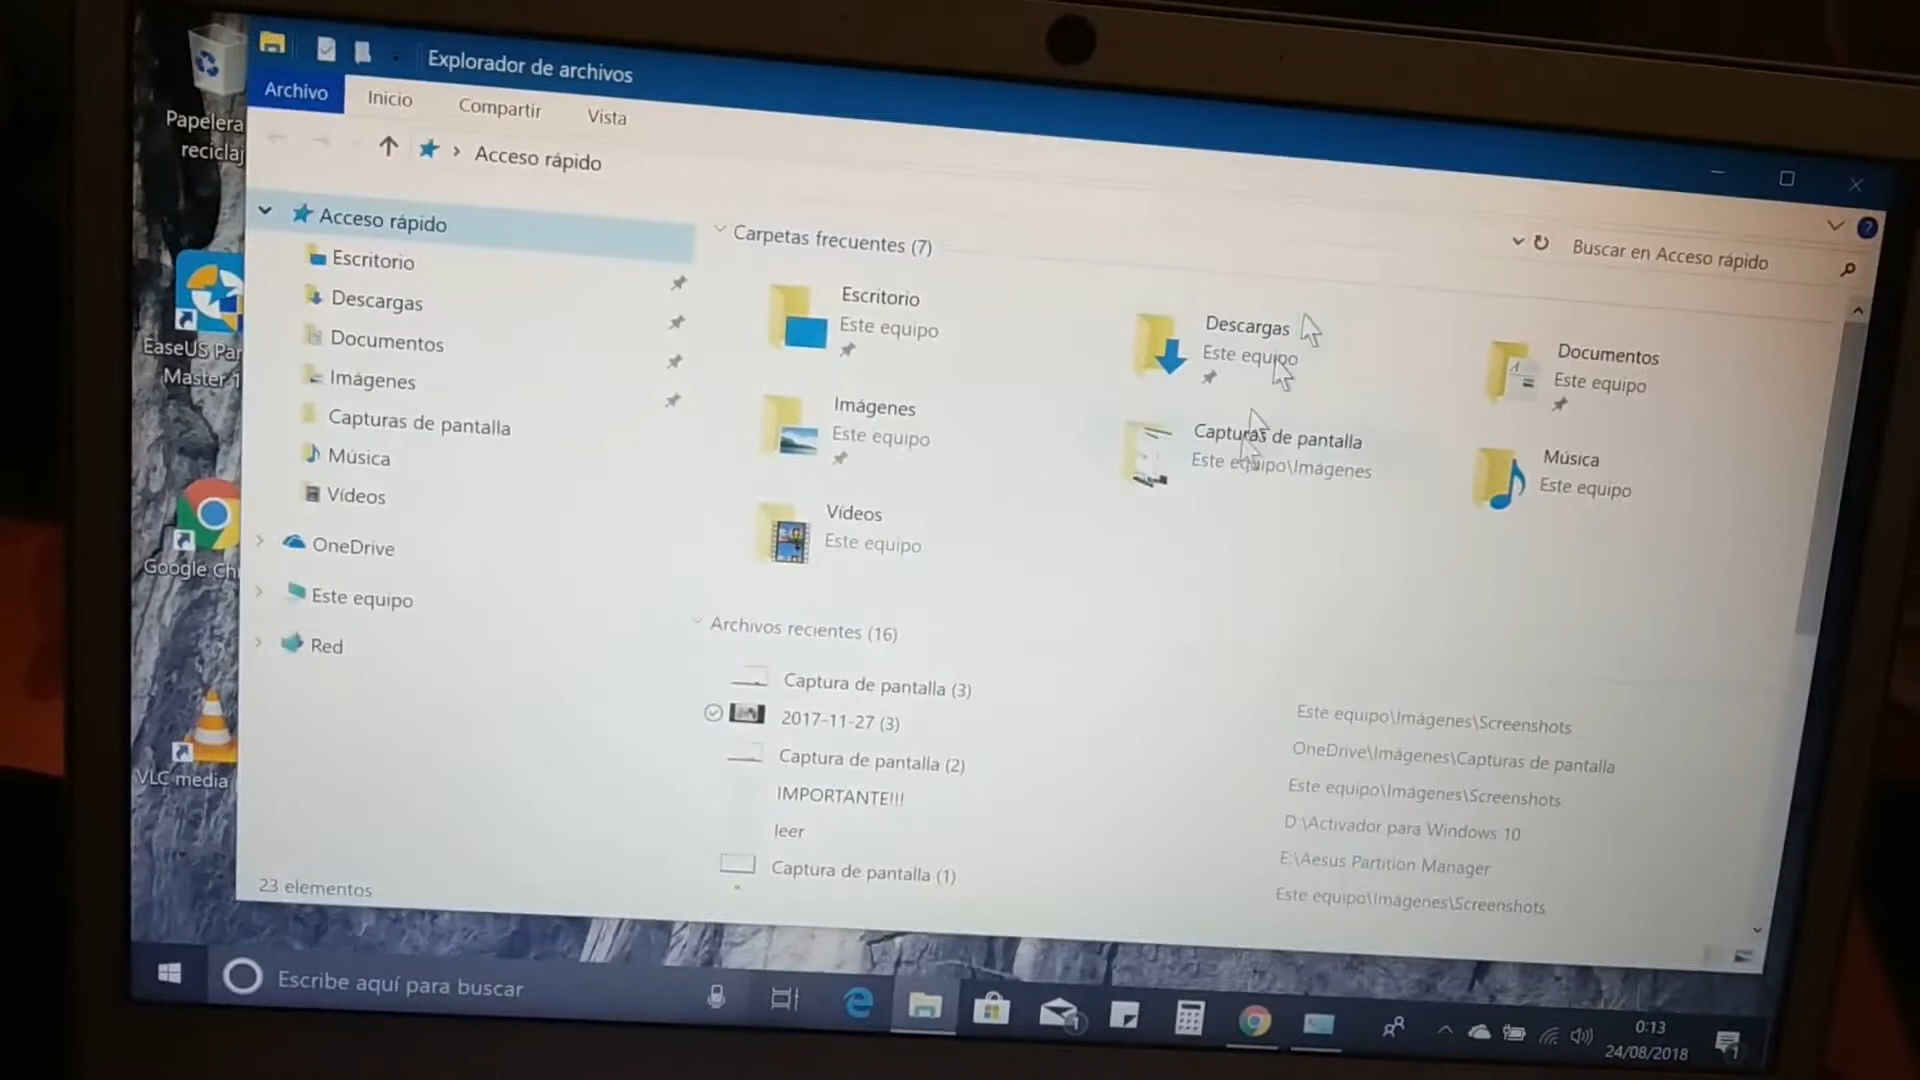 Explorador de archivos
Archivo Inicio Compartir Vista
Acceso rápido
Buscar en Acceso rápido
Papelera
reciclaj
EaseUS Par
Master 1
Google Ch
VLC media
Acceso rápido
Escritorio
Descargas
Documentos
Imágenes
Capturas de pantalla
Música
Vídeos
OneDrive
Este equipo
Red
23 elementos
Carpetas frecuentes (7)
Escritorio
Este equipo
Descargas
Este equipo
Documentos
Este equipo
Imágenes
Este equipo
Capturas de pantalla
Este equipo\Imágenes
Música
Este equipo
Vídeos
Este equipo
Archivos recientes (16)
Captura de pantalla (3) Este equipo\Imágenes\Screenshots
2017-11-27 (3) OneDrive\Imágenes\Capturas de pantalla
Captura de pantalla (2) Este equipo\Imágenes\Screenshots
IMPORTANTE!!! D:\Activador para Windows 10
leer E:\Aesus Partition Manager
Captura de pantalla (1) Este equipo\Imágenes\Screenshots
Escribe aquí para buscar
1
0:13
24/08/2018
1